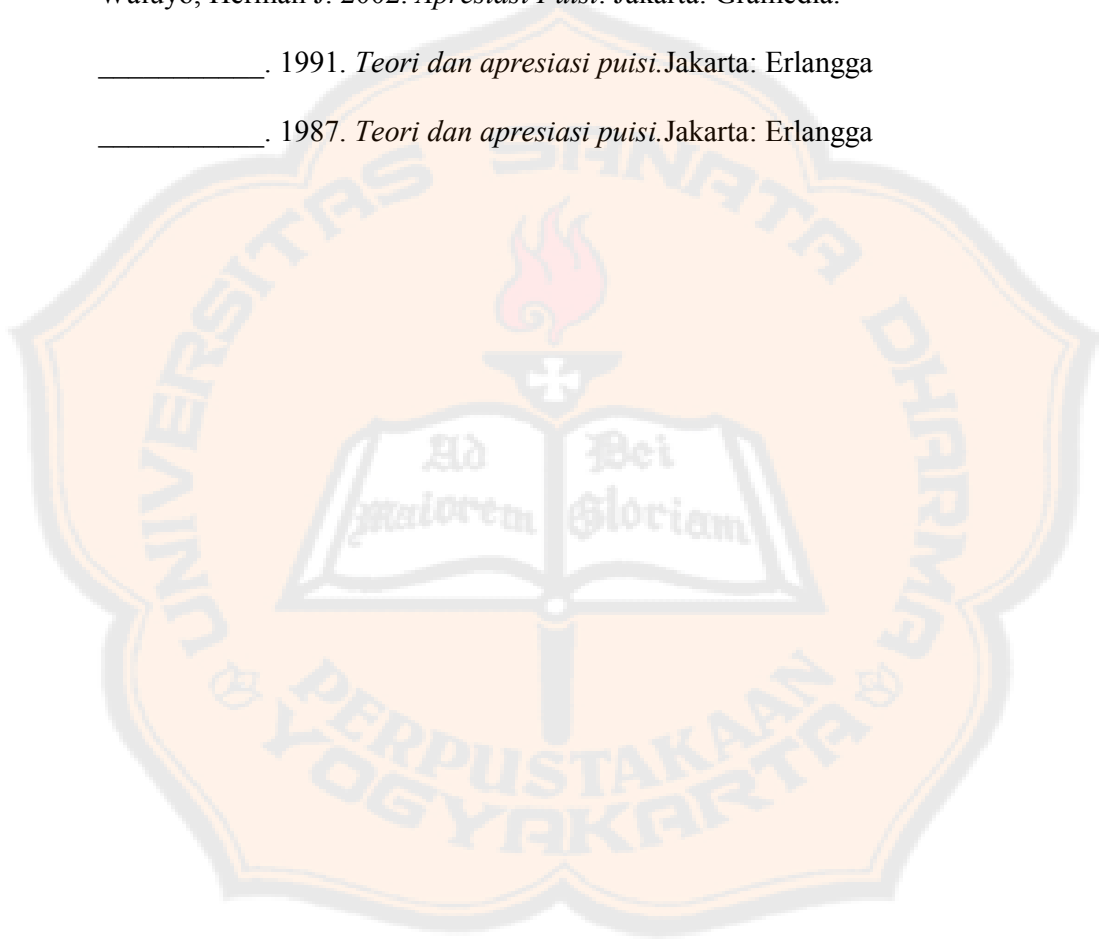 Waluyo, Herman J. 2002. Apresiasi Puisi. Jakarta: Gramedia.
___________. 1991. Teori dan apresiasi puisi.Jakarta: Erlangga
___________. 1987. Teori dan apresiasi puisi.Jakarta: Erlangga
UNIVERSITAS SANATA DHARMA
Ad Dei
Maiorem Gloriam
PERPUSTAKAAN
YOGYAKARTA